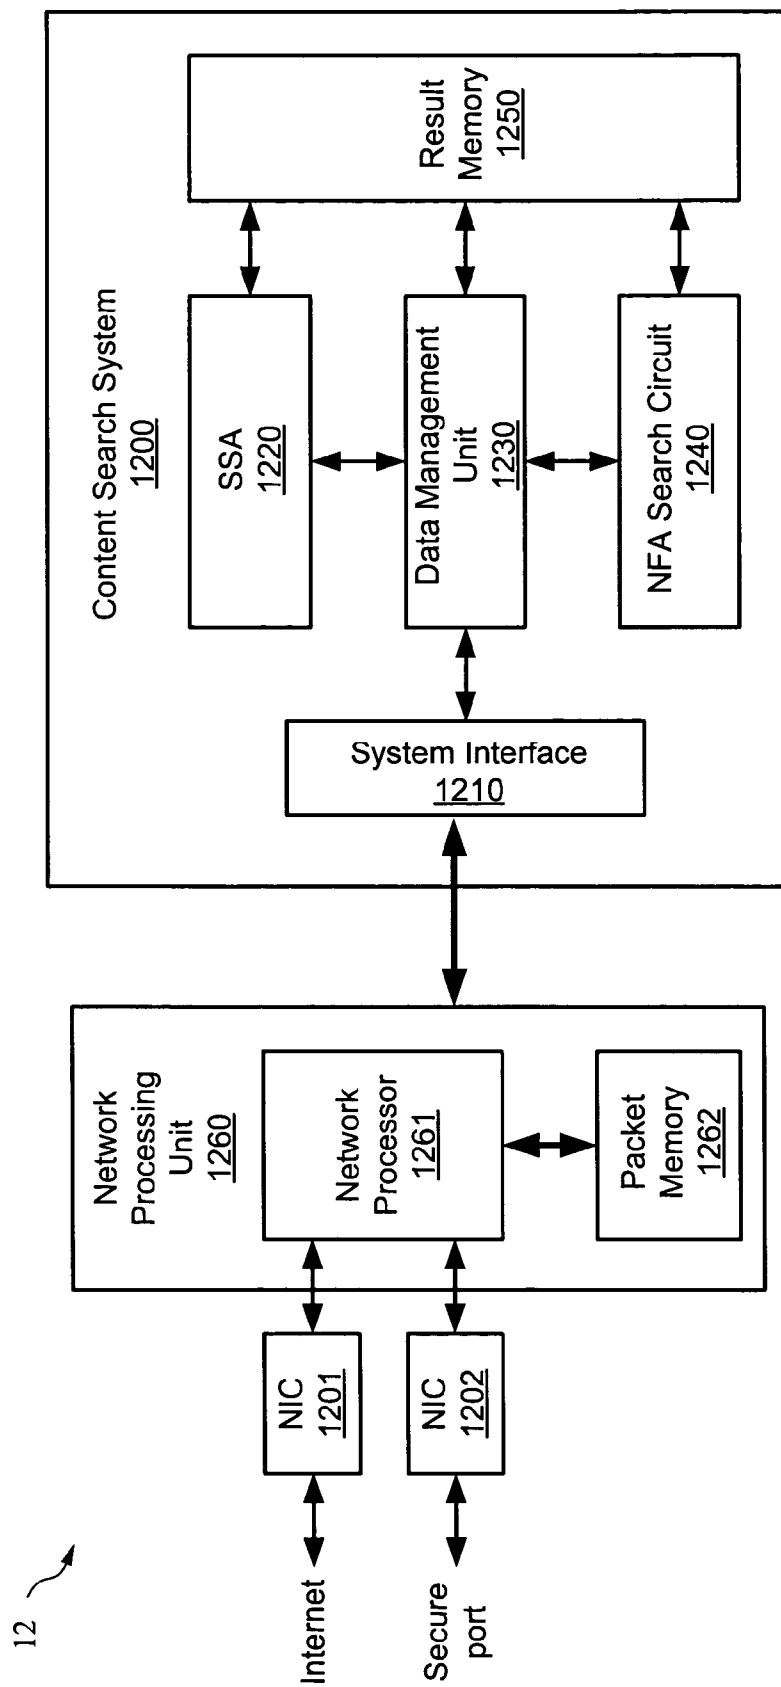 12
Internet
Secure
port
NIC
1201
NIC
1202
Network
Processing
Unit
1260
Network
Processor
1261
Packet
Memory
1262
Content Search System
1200
System Interface
1210
SSA
1220
Data Management
Unit
1230
NFA Search Circuit
1240
Result
Memory
1250